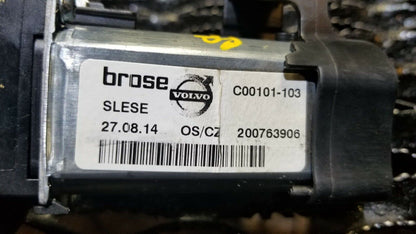 brose VOLVO C00101-103
SLESE
27.08.14 OS/CZ 200763906